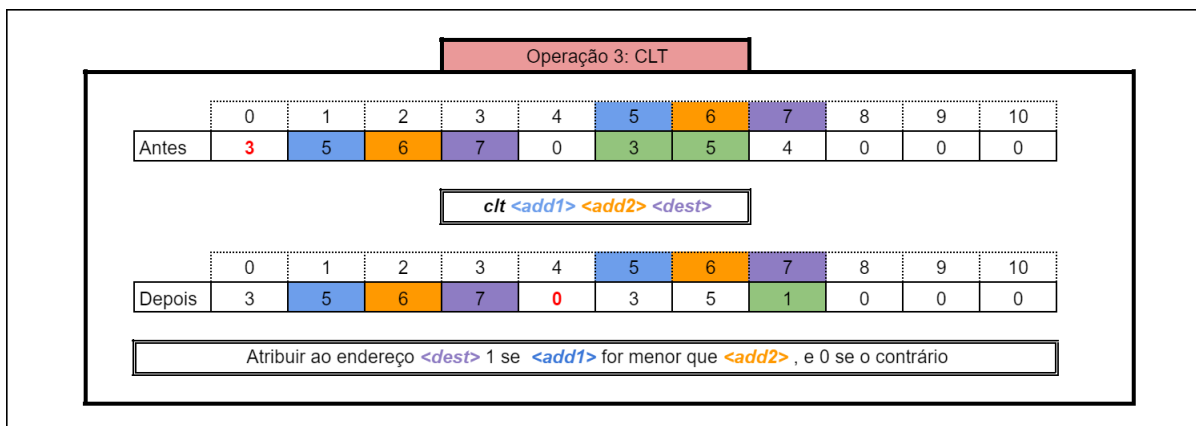 Operação 3: CLT
0 1 2 3 4 5 6 7 8 9 10
Antes 3 5 6 7 0 3 5 4 0 0 0
clt <add1> <add2> <dest>
0 1 2 3 4 5 6 7 8 9 10
Depois 3 5 6 7 0 3 5 1 0 0 0
Atribuir ao endereço <dest> 1 se <add1> for menor que <add2> , e 0 se o contrário